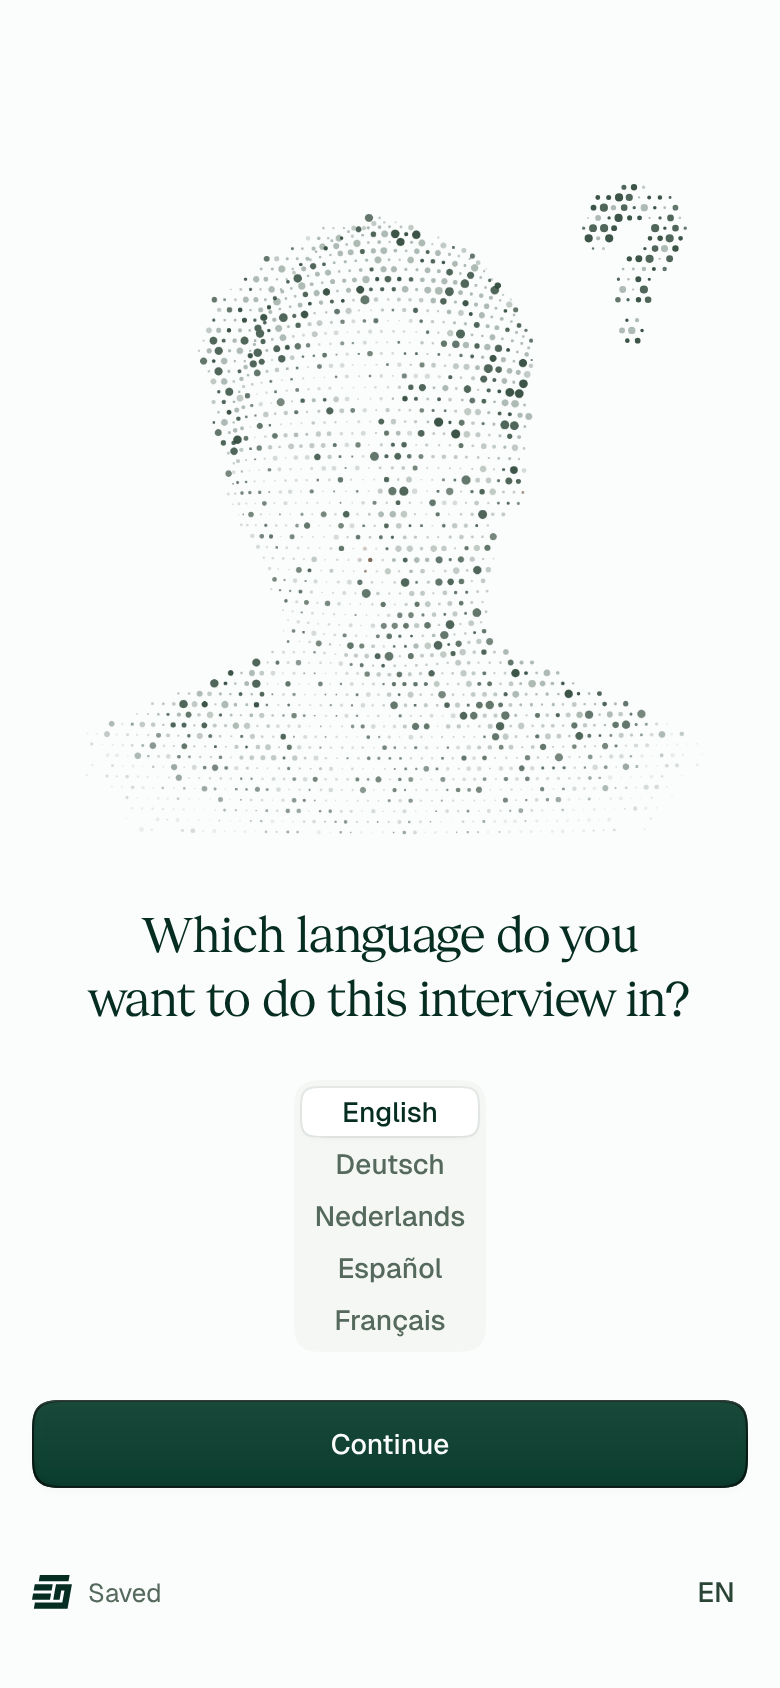 ?
Which language do you
want to do this interview in?
English
Deutsch
Nederlands
Español
Français
Continue
Saved
EN